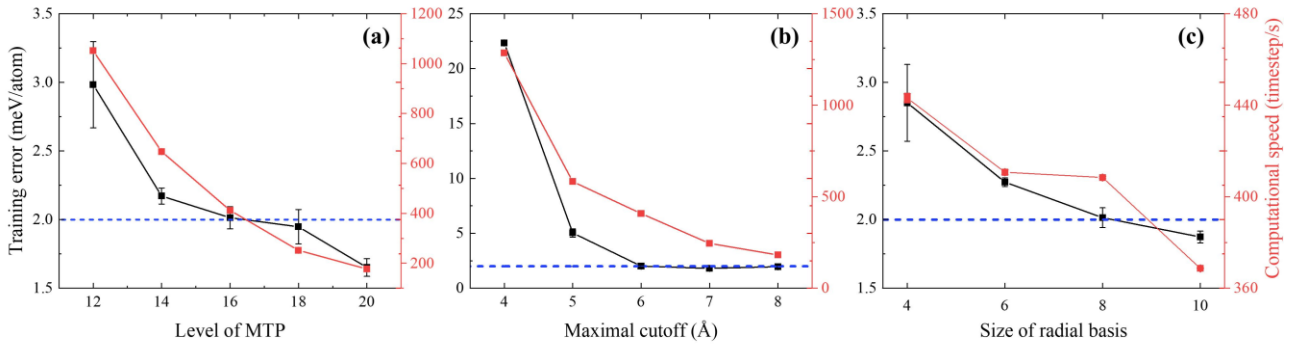 Training error (meV/atom)
3.5
3.0
2.5
2.0
1.5
(a)
1200
1000
800
600
400
200
12 14 16 18 20
Level of MTP
25
20
15
10
5
0
(b)
1500
1000
500
0
4 5 6 7 8
Maximal cutoff (Å)
3.5
3.0
2.5
2.0
1.5
(c)
480
440
400
360
Computational speed (timestep/s)
4 6 8 10
Size of radial basis